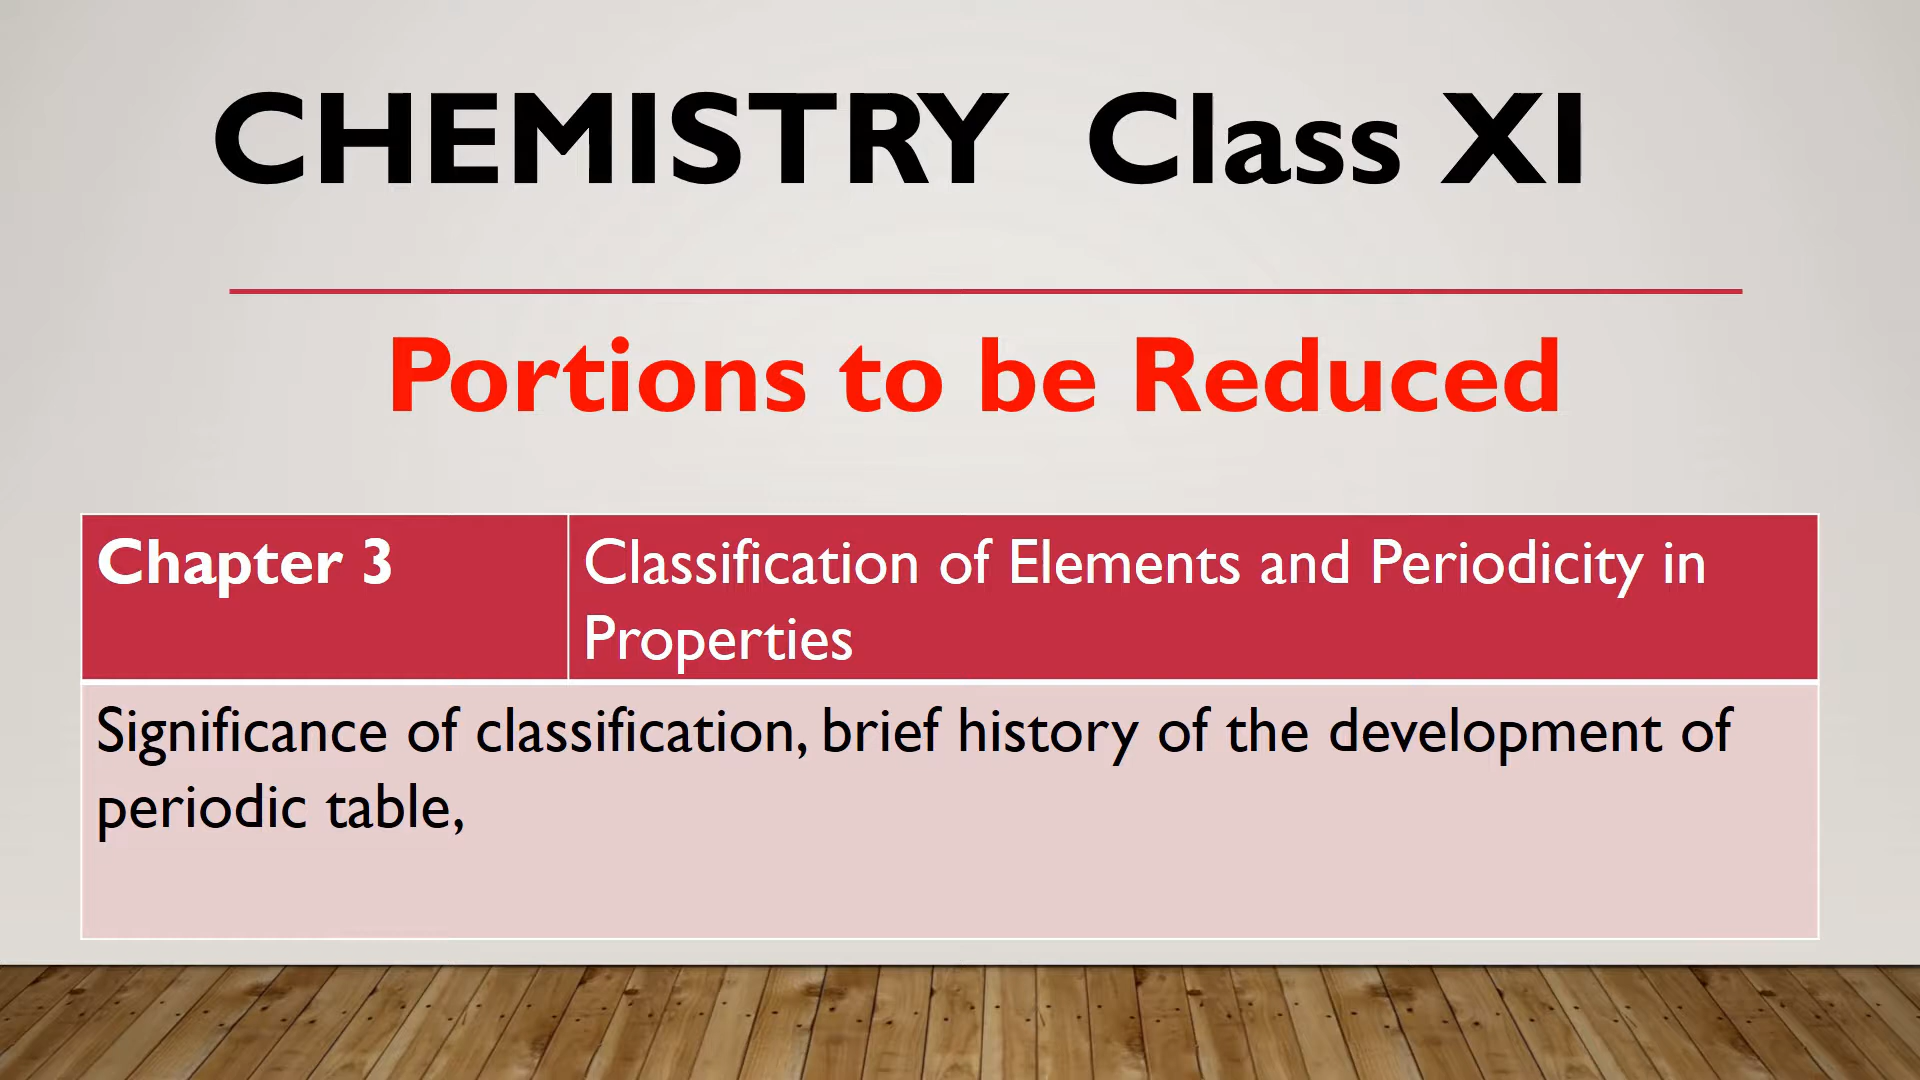 CHEMISTRY Class XI
Portions to be Reduced
Chapter 3
Classification of Elements and Periodicity in
Properties
Significance of classification, brief history of the development of
periodic table,